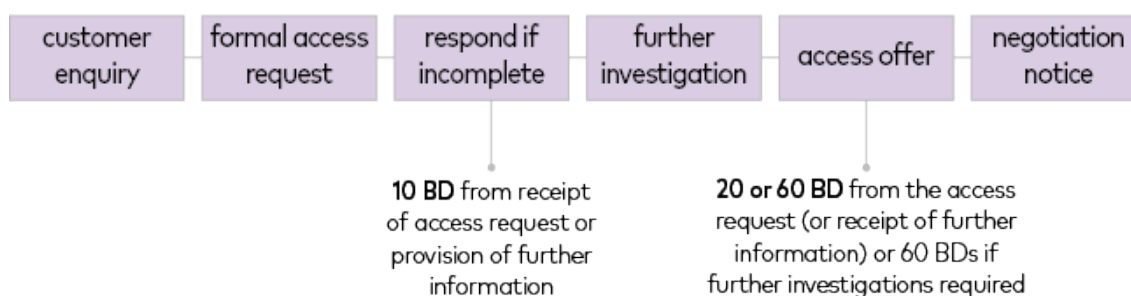 customer
enquiry
formal access
request
respond if
incomplete
further
investigation
access offer
negotiation
notice
10 BD from receipt
of access request or
provision of further
information
20 or 60 BD from the access
request (or receipt of further
information) or 60 BDs if
further investigations required